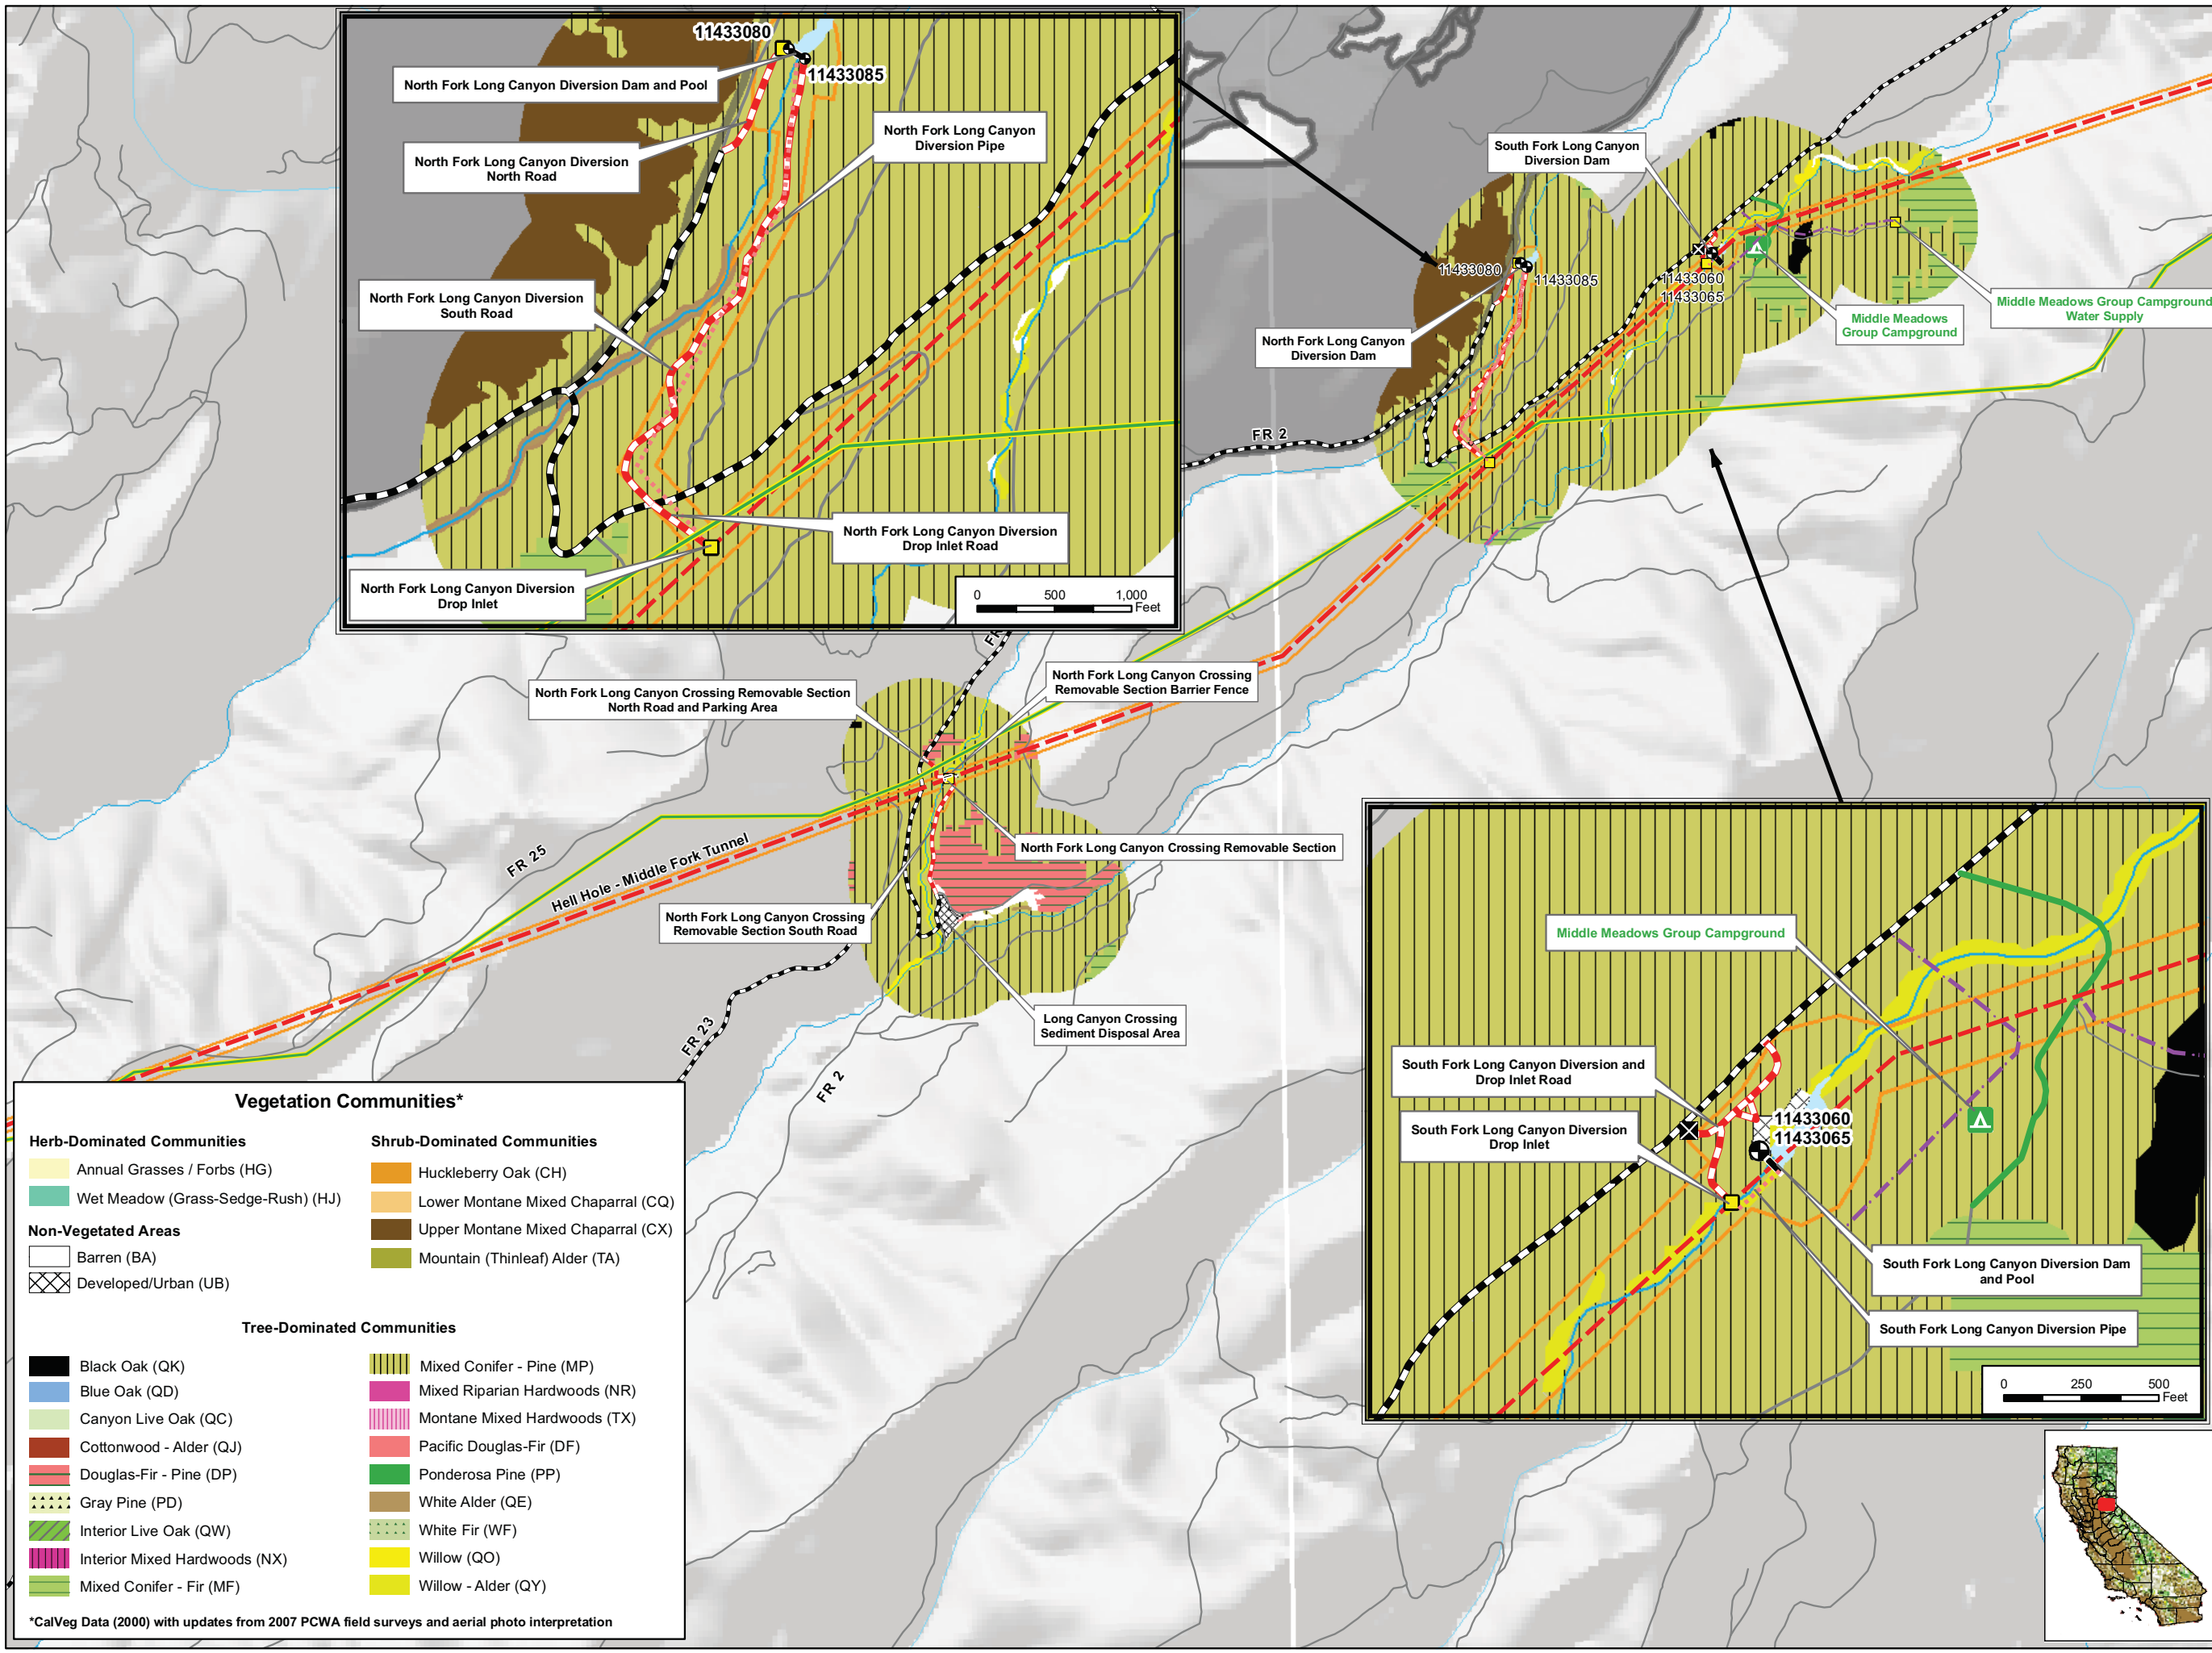 11433080
North Fork Long Canyon Diversion Dam and Pool
11433085
North Fork Long Canyon Diversion
North Road
North Fork Long Canyon
Diversion Pipe
North Fork Long Canyon Diversion
South Road
North Fork Long Canyon Diversion
Drop Inlet Road
North Fork Long Canyon Diversion
Drop Inlet
0 500 1,000
Feet
South Fork Long Canyon
Diversion Dam
11433080
11433085
11433060
11433065
North Fork Long Canyon
Diversion Dam
Middle Meadows
Group Campground
Middle Meadows Group Campground
Water Supply
FR 2
FR
North Fork Long Canyon Crossing Removable Section
North Road and Parking Area
North Fork Long Canyon Crossing
Removable Section Barrier Fence
North Fork Long Canyon Crossing Removable Section
FR 25
Hell Hole - Middle Fork Tunnel
North Fork Long Canyon Crossing
Removable Section South Road
FR 23
Long Canyon Crossing
Sediment Disposal Area
FR 2
Middle Meadows Group Campground
South Fork Long Canyon Diversion and
Drop Inlet Road
South Fork Long Canyon Diversion
Drop Inlet
11433060
11433065
South Fork Long Canyon Diversion Dam
and Pool
South Fork Long Canyon Diversion Pipe
0 250 500
Feet
Vegetation Communities*
Herb-Dominated Communities
Annual Grasses / Forbs (HG)
Wet Meadow (Grass-Sedge-Rush) (HJ)
Non-Vegetated Areas
Barren (BA)
Developed/Urban (UB)
Shrub-Dominated Communities
Huckleberry Oak (CH)
Lower Montane Mixed Chaparral (CQ)
Upper Montane Mixed Chaparral (CX)
Mountain (Thinleaf) Alder (TA)
Tree-Dominated Communities
Black Oak (QK)
Blue Oak (QD)
Canyon Live Oak (QC)
Cottonwood - Alder (QJ)
Douglas-Fir - Pine (DP)
Gray Pine (PD)
Interior Live Oak (QW)
Interior Mixed Hardwoods (NX)
Mixed Conifer - Fir (MF)
Mixed Conifer - Pine (MP)
Mixed Riparian Hardwoods (NR)
Montane Mixed Hardwoods (TX)
Pacific Douglas-Fir (DF)
Ponderosa Pine (PP)
White Alder (QE)
White Fir (WF)
Willow (QO)
Willow - Alder (QY)
*CalVeg Data (2000) with updates from 2007 PCWA field surveys and aerial photo interpretation